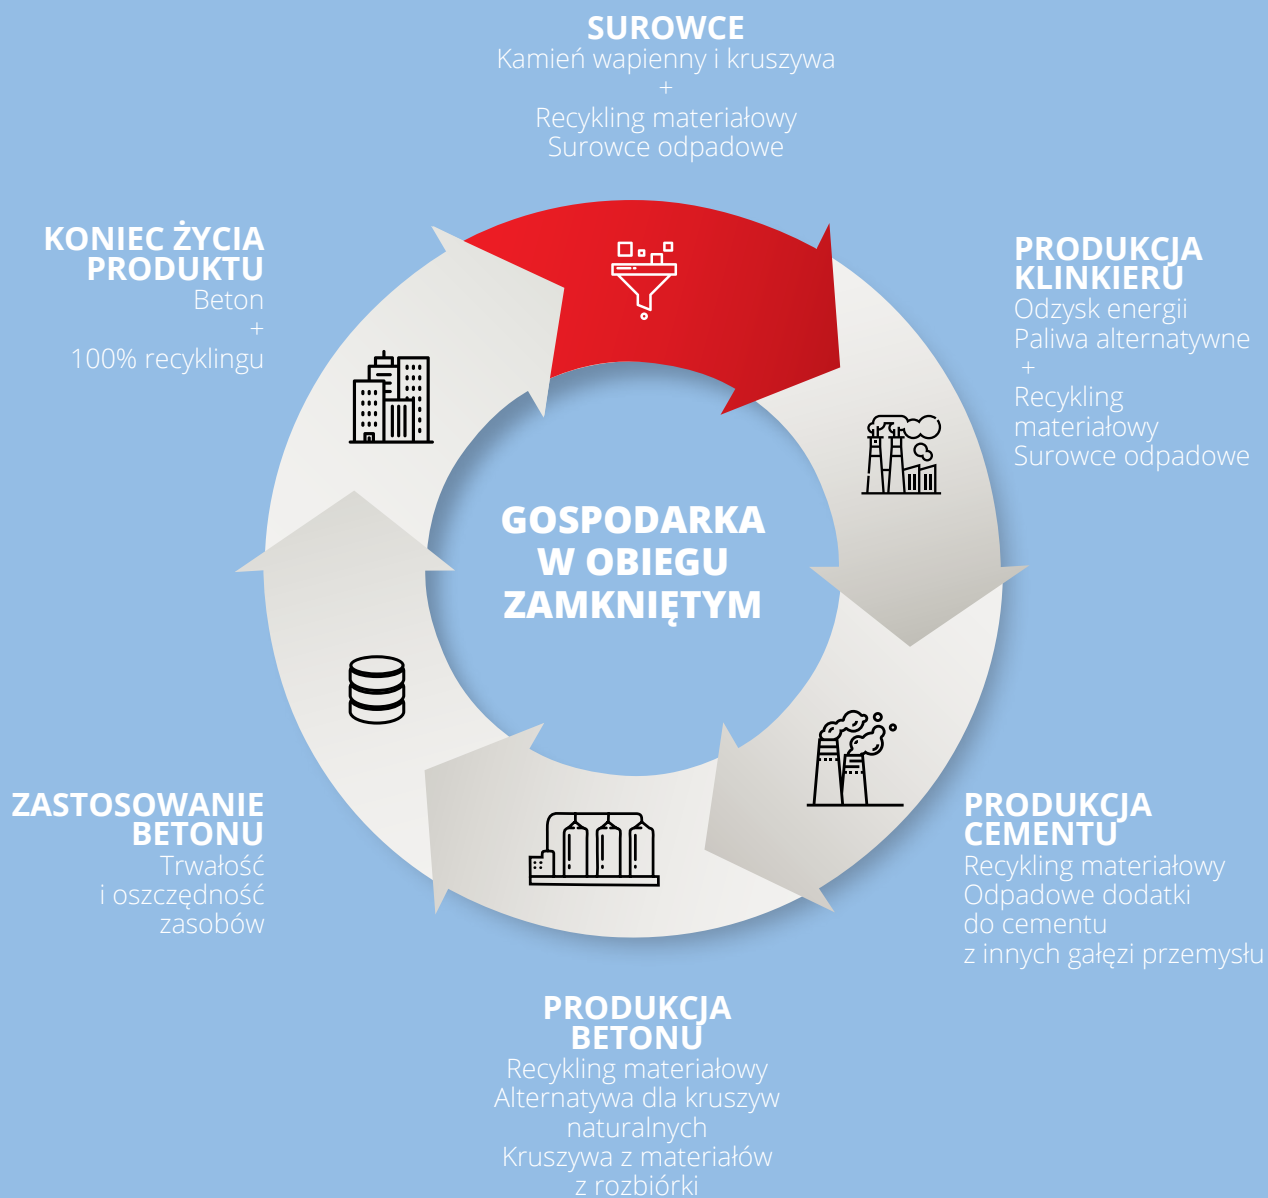 SUROWCE
Kamień wapienny i kruszywa
+
Recykling materiałowy
Surowce odpadowe
KONIEC ŻYCIA
PRODUKTU
Beton
+
100% recyklingu
PRODUKCJA
KLINKIERU
Odzysk energii
Paliwa alternatywne
+
Recykling
materiałowy
Surowce odpadowe
GOSPODARKA
W OBIEGU
ZAMKNIĘTYM
ZASTOSOWANIE
BETONU
Trwałość
i oszczędność
zasobów
PRODUKCJA
CEMENTU
Recykling materiałowy
Odpadowe dodatki
do cementu
z innych gałęzi przemysłu
PRODUKCJA
BETONU
Recykling materiałowy
Alternatywa dla kruszyw
naturalnych
Kruszywa z materiałów
z rozbiórki